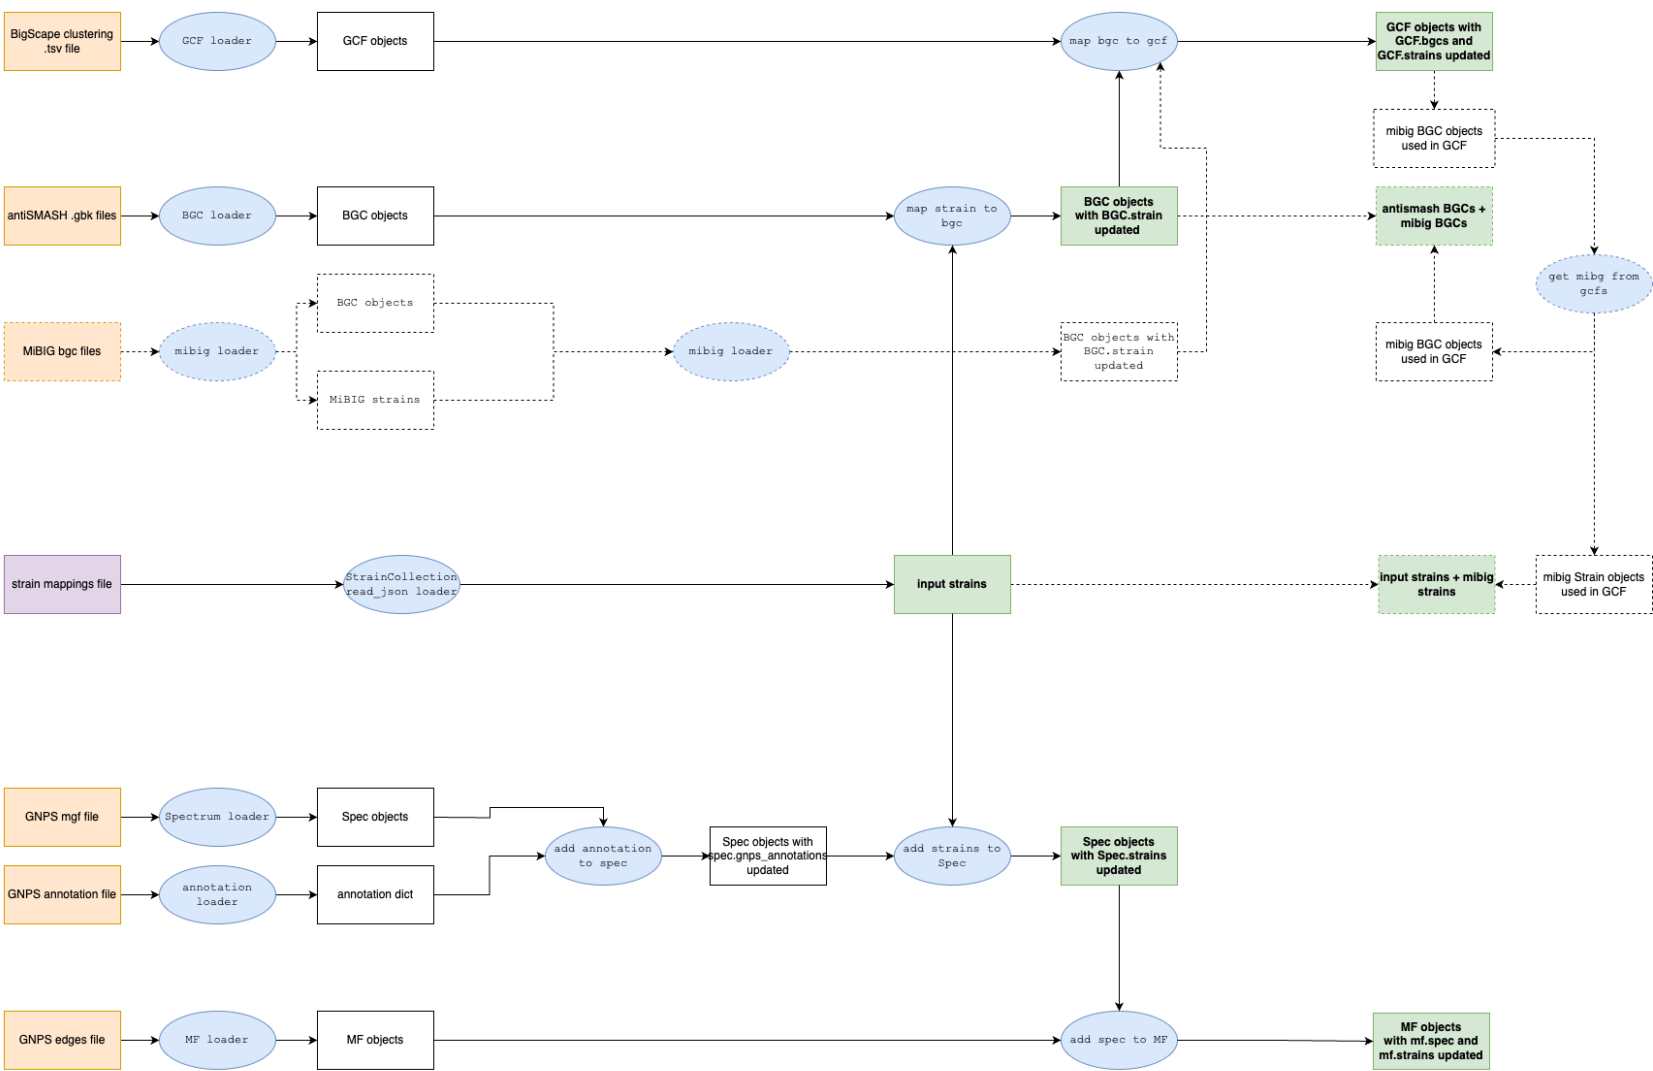 BigScape clustering
.tsv file
GCF loader
GCF objects
map bgc to gcf
GCF objects with
GCF.bgcs and
GCF.strains updated
mibig BGC objects
used in GCF
antiSMASH .gbk files
BGC loader
BGC objects
map strain to
bgc
BGC objects
with BGC.strain
updated
antismash BGCs +
mibig BGCs
get mibg from
gcfs
BGC objects
MiBIG bgc files
mibig loader
mibig loader
BGC objects with
BGC.strain
updated
mibig BGC objects
used in GCF
MiBIG strains
strain mappings file
StrainCollection
read_json loader
input strains
input strains + mibig
strains
mibig Strain objects
used in GCF
GNPS mgf file
Spectrum loader
Spec objects
add annotation
to spec
Spec objects with
spec.gnps_annotations
updated
add strains to
Spec
Spec objects
with Spec.strains
updated
GNPS annotation file
annotation
loader
annotation dict
GNPS edges file
MF loader
MF objects
add spec to MF
MF objects
with mf.spec and
mf.strains updated